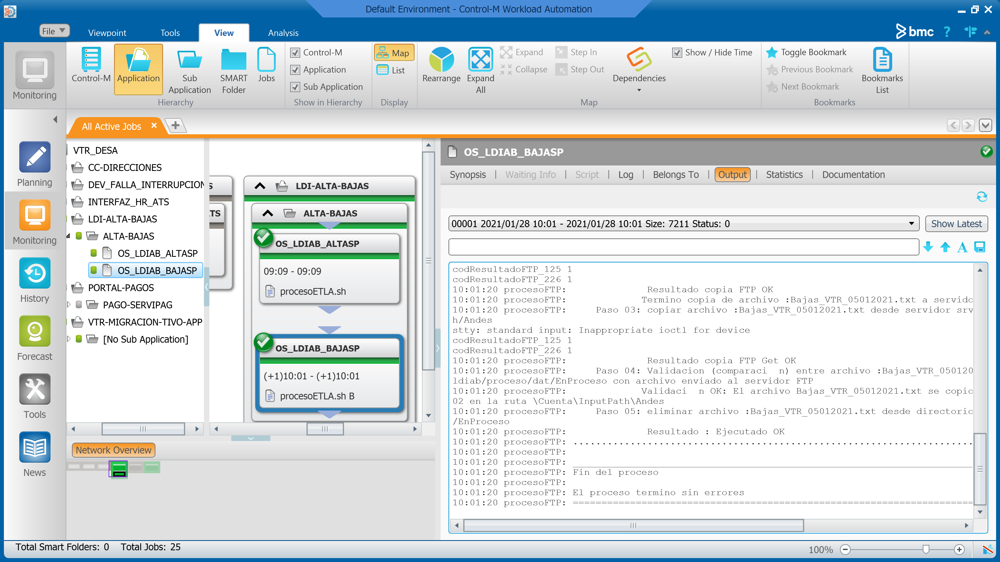 Default Environment - Control-M Workload Automation
File
Viewpoint
Tools
View
Analysis
bmc
?
Monitoring
Control-M
Application
Sub
Application
SMART
Folder
Jobs
Hierarchy
Control-M
Application
Sub Application
Show in Hierarchy
Map
List
Display
Rearrange
Expand
All
Expand
Collapse
Step In
Step Out
Dependencies
Show / Hide Time
Map
Toggle Bookmark
Previous Bookmark
Next Bookmark
Bookmarks
List
Bookmarks
All Active Jobs
Planning
Monitoring
History
Forecast
Tools
News
VTR_DESA
CC-DIRECCIONES
DEV_FALLA_INTERRUPCION
INTERFAZ_HR_ATS
LDI-ALTA-BAJAS
ALTA-BAJAS
OS_LDIAB_ALTASP
OS_LDIAB_BAJASP
PORTAL-PAGOS
PAGO-SERVIPAG
VTR-MIGRACION-TIVO-APP
[No Sub Application]
S
TS
LDI-ALTA-BAJAS
ALTA-BAJAS
OS_LDIAB_ALTASP
09:09 - 09:09
procesoETLA.sh
OS_LDIAB_BAJASP
(+1)10:01 - (+1)10:01
procesoETLA.sh B
Network Overview
OS_LDIAB_BAJASP
Synopsis | Waiting Info | Script | Log | Belongs To | Output | Statistics | Documentation
00001 2021/01/28 10:01 - 2021/01/28 10:01 Size: 7211 Status: 0
Show Latest
A
codResultadoFTP_125 1
codResultadoFTP_226 1
10:01:20 procesoFTP: Resultado copia FTP OK
10:01:20 procesoFTP: Termino copia de archivo :Bajas_VTR_05012021.txt a servido
10:01:20 procesoFTP: Paso 03: copiar archivo :Bajas_VTR_05012021.txt desde servidor srv
h/Andes
stty: standard input: Inappropriate ioctl for device
codResultadoFTP_125 1
codResultadoFTP_226 1
10:01:20 procesoFTP: Resultado copia FTP Get OK
10:01:20 procesoFTP: Paso 04: Validacion (comparaci n) entre archivo :Bajas_VTR_050120
ldiab/proceso/dat/EnProceso con archivo enviado al servidor FTP
10:01:20 procesoFTP: Validaci n OK: El archivo Bajas_VTR_05012021.txt se copio
02 en la ruta \Cuenta\InputPath\Andes
10:01:20 procesoFTP: Paso 05: eliminar archivo :Bajas_VTR_05012021.txt desde directorio
/EnProceso
10:01:20 procesoFTP: Resultado : Ejecutado OK
10:01:20 procesoFTP: ......................................................................
10:01:20 procesoFTP:
10:01:20 procesoFTP: ______________________________________________________________________
10:01:20 procesoFTP: Fin del proceso
10:01:20 procesoFTP:
10:01:20 procesoFTP: El proceso termino sin errores
10:01:20 procesoFTP: ======================================================================
Total Smart Folders: 0 Total Jobs: 25
100%